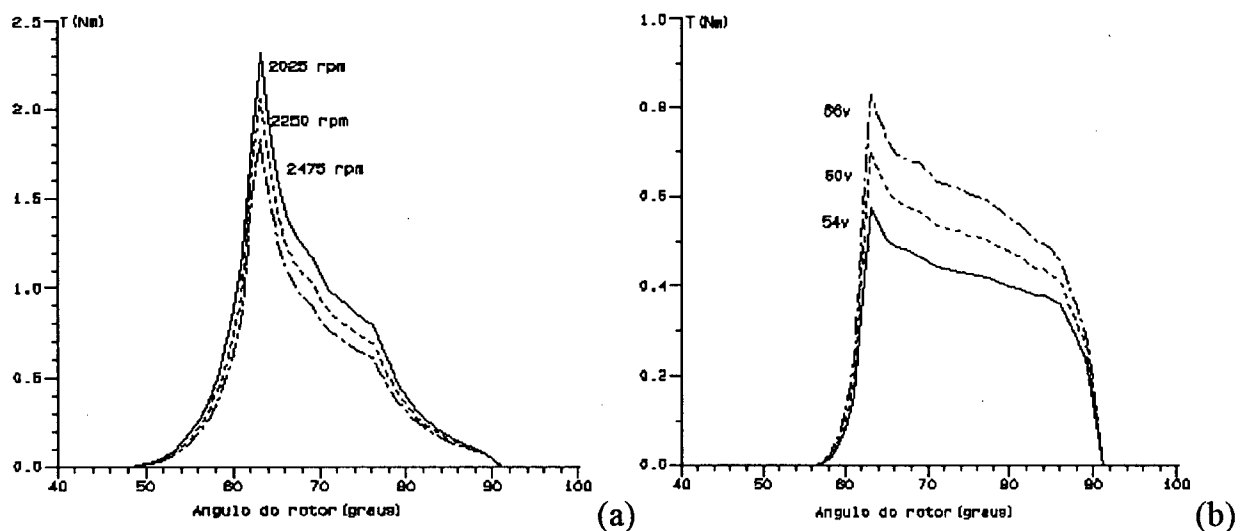 T (Nm)
2.5
2.0
1.5
1.0
0.5
0.0
2025 rpm
2250 rpm
2475 rpm
40 50 60 70 80 90 100
Angulo do rotor (graus)
(a)
T (Nm)
1.0
0.8
0.6
0.4
0.2
0.0
66v
60v
54v
40 50 60 70 80 90 100
Angulo do rotor (graus)
(b)